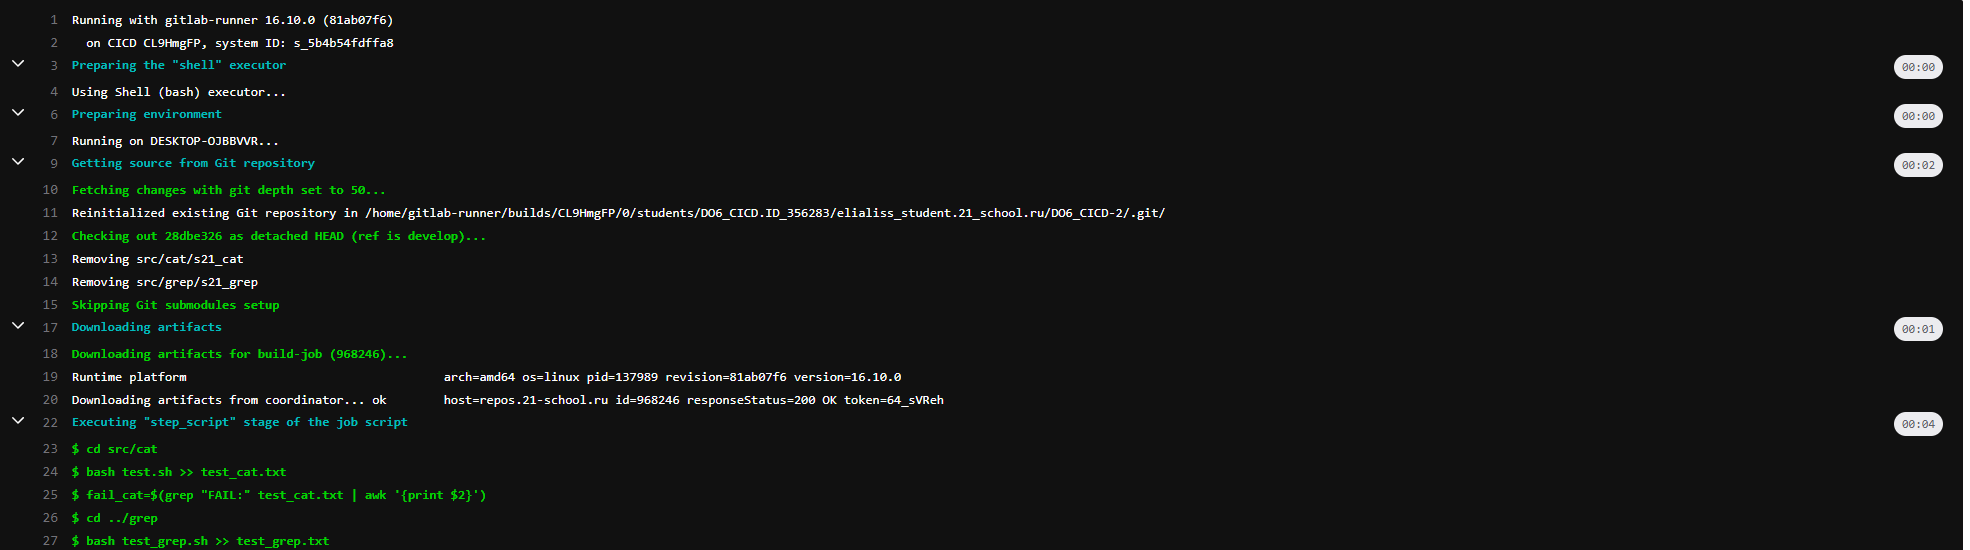 1 Running with gitlab-runner 16.10.0 (81ab07f6)
2 on CICD CL9HmgFP, system ID: s_5b4b54fdffa8
3 Preparing the "shell" executor 00:00
4 Using Shell (bash) executor...
6 Preparing environment 00:00
7 Running on DESKTOP-OJBBVVR...
9 Getting source from Git repository 00:02
10 Fetching changes with git depth set to 50...
11 Reinitialized existing Git repository in /home/gitlab-runner/builds/CL9HmgFP/0/students/DO6_CICD.ID_356283/elialiss_student.21_school.ru/DO6_CICD-2/.git/
12 Checking out 28dbe326 as detached HEAD (ref is develop)...
13 Removing src/cat/s21_cat
14 Removing src/grep/s21_grep
15 Skipping Git submodules setup
17 Downloading artifacts 00:01
18 Downloading artifacts for build-job (968246)...
19 Runtime platform arch=amd64 os=linux pid=137989 revision=81ab07f6 version=16.10.0
20 Downloading artifacts from coordinator... ok host=repos.21-school.ru id=968246 responseStatus=200 OK token=64_sVReh
22 Executing "step_script" stage of the job script 00:04
23 $ cd src/cat
24 $ bash test.sh >> test_cat.txt
25 $ fail_cat=$(grep "FAIL:" test_cat.txt | awk '{print $2}')
26 $ cd ../grep
27 $ bash test_grep.sh >> test_grep.txt